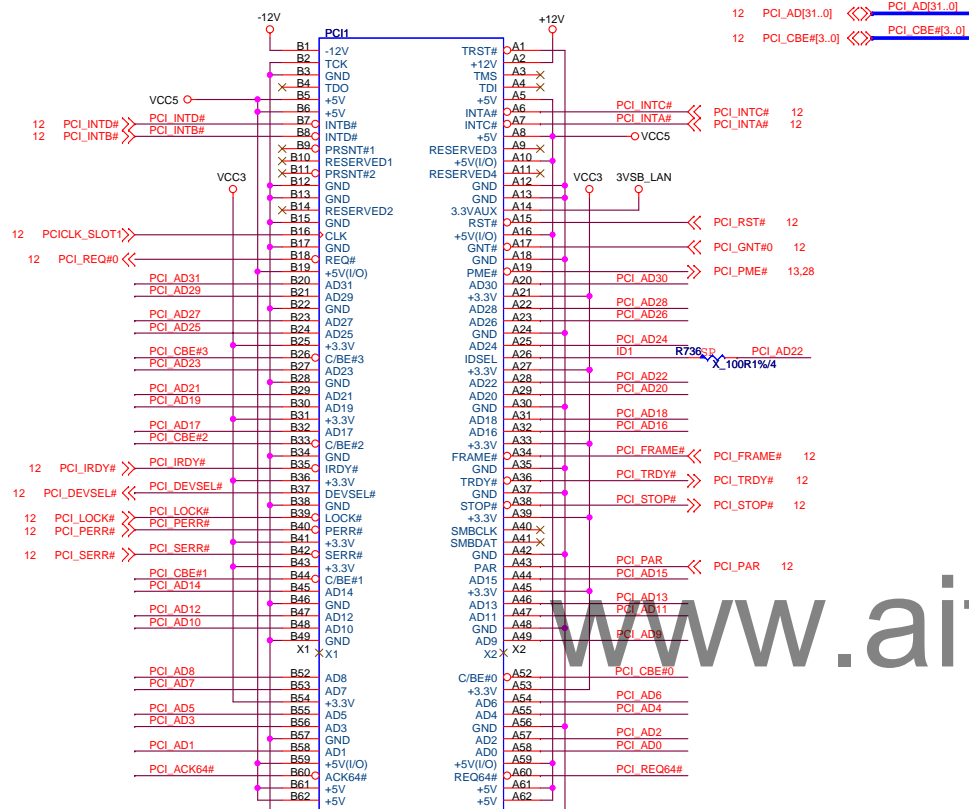 -12V +12V 12 PCI_AD[31..0] PCI_AD[31..0]
12 PCI_CBE#[3..0] PCI_CBE#[3..0]
PCI1
B1 -12V TRST# A1
B2 TCK +12V A2
B3 GND TMS A3
B4 TDO TDI A4
VCC5 B5 +5V +5V A5
B6 +5V INTA# A6 PCI_INTC# PCI_INTC# 12
12 PCI_INTD# PCI_INTD# B7 INTB# INTC# A7 PCI_INTA# PCI_INTA# 12
12 PCI_INTB# PCI_INTB# B8 INTD# +5V A8 VCC5
B9 PRSNT#1 RESERVED3 A9
B10 RESERVED1 +5V(I/O) A10
B11 PRSNT#2 RESERVED4 A11
VCC3 B12 GND GND A12 VCC3 3VSB_LAN
B13 GND GND A13
B14 RESERVED2 3.3VAUX A14
B15 GND RST# A15 PCI_RST# 12
12 PCICLK_SLOT1 B16 CLK +5V(I/O) A16
B17 GND GNT# A17 PCI_GNT#0 12
12 PCI_REQ#0 B18 REQ# GND A18
B19 +5V(I/O) PME# A19 PCI_PME# 13,28
PCI_AD31 B20 AD31 AD30 A20 PCI_AD30
PCI_AD29 B21 AD29 +3.3V A21
B22 GND AD28 A22 PCI_AD28
PCI_AD27 B23 AD27 AD26 A23 PCI_AD26
PCI_AD25 B24 AD25 GND A24
B25 +3.3V AD24 A25 PCI_AD24
PCI_CBE#3 B26 C/BE#3 IDSEL A26 ID1 R736 X_100R1%/4 PCI_AD22
PCI_AD23 B27 AD23 +3.3V A27
B28 GND AD22 A28 PCI_AD22
PCI_AD21 B29 AD21 AD20 A29 PCI_AD20
PCI_AD19 B30 AD19 GND A30
B31 +3.3V AD18 A31 PCI_AD18
PCI_AD17 B32 AD17 AD16 A32 PCI_AD16
PCI_CBE#2 B33 C/BE#2 +3.3V A33
B34 GND FRAME# A34 PCI_FRAME# PCI_FRAME# 12
12 PCI_IRDY# PCI_IRDY# B35 IRDY# GND A35
B36 +3.3V TRDY# A36 PCI_TRDY# PCI_TRDY# 12
12 PCI_DEVSEL# PCI_DEVSEL# B37 DEVSEL# GND A37
B38 GND STOP# A38 PCI_STOP# PCI_STOP# 12
12 PCI_LOCK# PCI_LOCK# B39 LOCK# +3.3V A39
12 PCI_PERR# PCI_PERR# B40 PERR# SMBCLK A40
B41 +3.3V SMBDAT A41
12 PCI_SERR# PCI_SERR# B42 SERR# GND A42
B43 +3.3V PAR A43 PCI_PAR PCI_PAR 12
PCI_CBE#1 B44 C/BE#1 AD15 A44 PCI_AD15
PCI_AD14 B45 AD14 +3.3V A45
B46 GND AD13 A46 PCI_AD13
PCI_AD12 B47 AD12 AD11 A47 PCI_AD11
PCI_AD10 B48 AD10 GND A48
B49 GND AD9 A49 PCI_AD9
X1 X1 X2 X2
www.ai
PCI_AD8 B52 AD8 C/BE#0 A52 PCI_CBE#0
PCI_AD7 B53 AD7 +3.3V A53
B54 +3.3V AD6 A54 PCI_AD6
PCI_AD5 B55 AD5 AD4 A55 PCI_AD4
PCI_AD3 B56 AD3 GND A56
B57 GND AD2 A57 PCI_AD2
PCI_AD1 B58 AD1 AD0 A58 PCI_AD0
B59 +5V(I/O) +5V(I/O) A59
PCI_ACK64# B60 ACK64# REQ64# A60 PCI_REQ64#
B61 +5V +5V A61
B62 +5V +5V A62